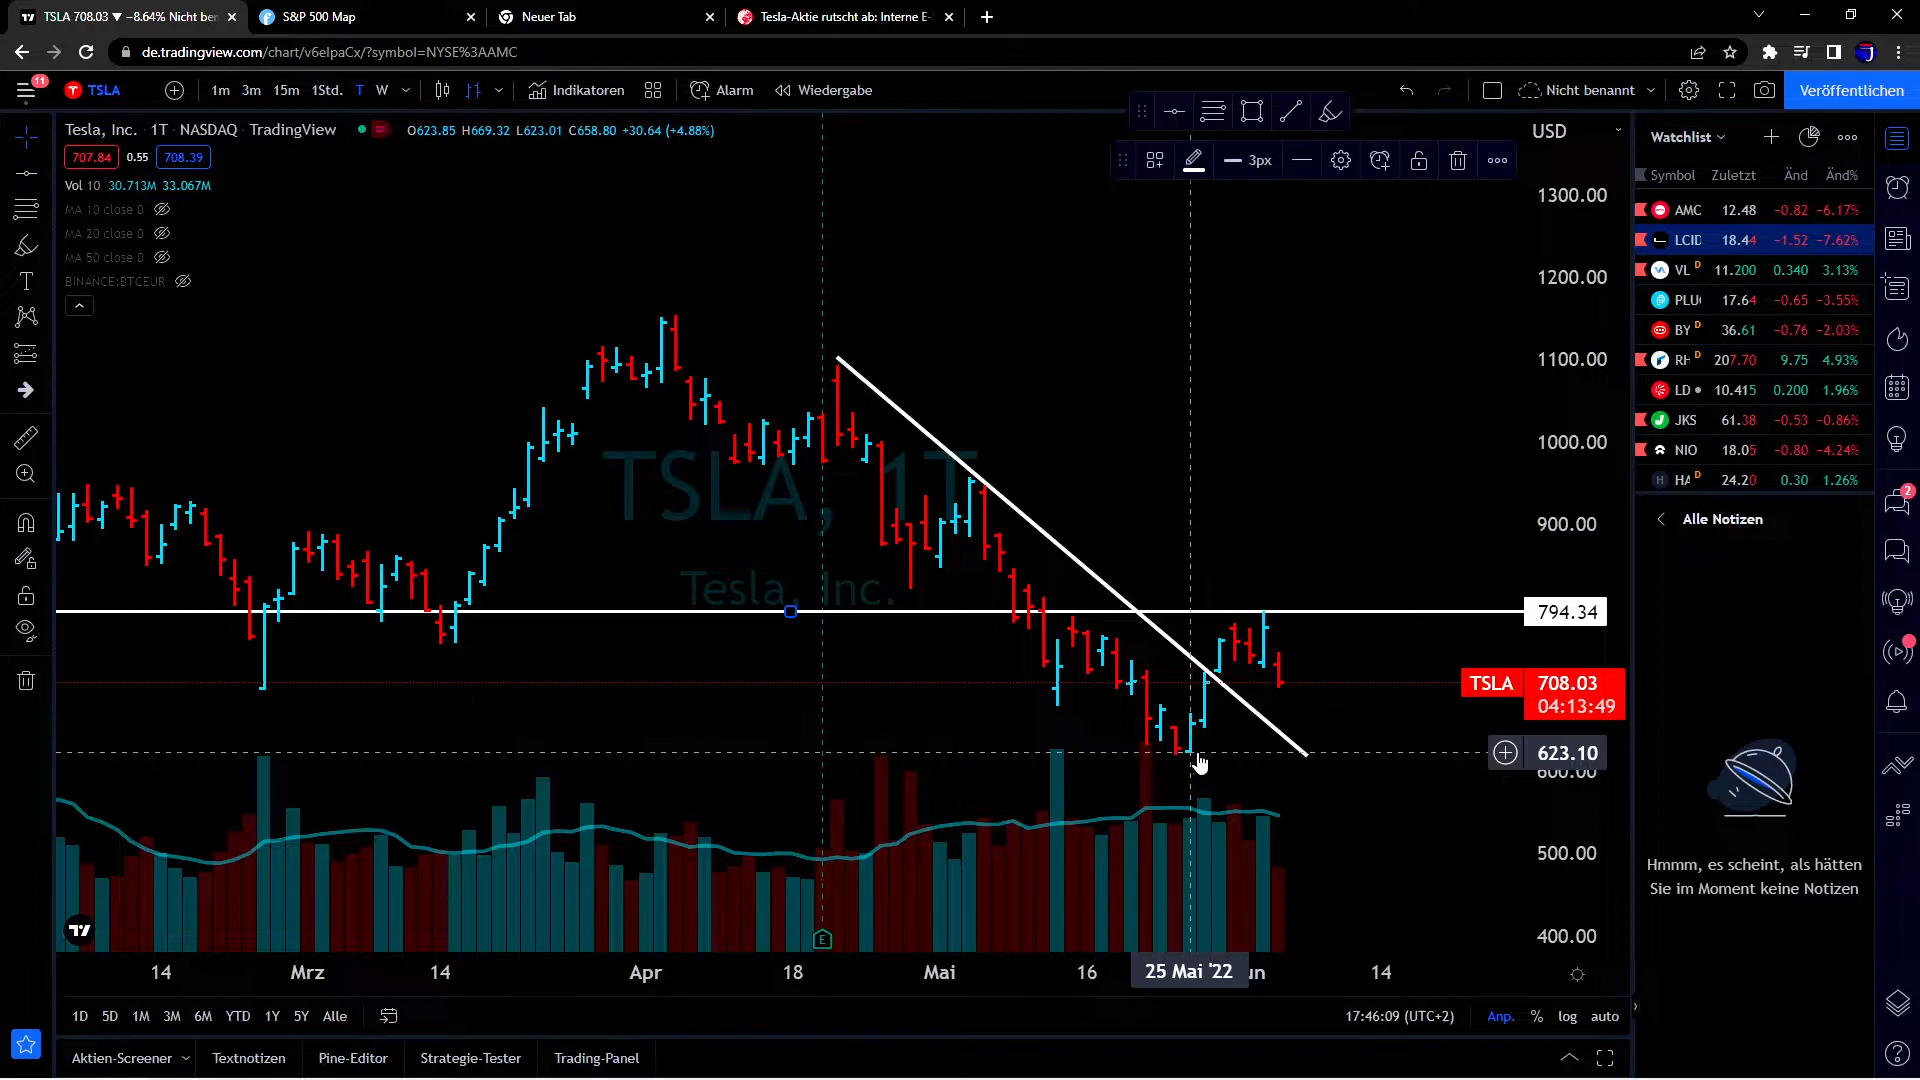 TSLA 708.03 ▼ −8.64% Nicht ben
S&P 500 Map
Neuer Tab
Tesla-Aktie rutscht ab: Interne E-
de.tradingview.com/chart/v6elpaCx/?symbol=NYSE%3AAMC
11
TSLA
1m 3m 15m 1Std. T W
Indikatoren
Alarm
Wiedergabe
Nicht benannt
Veröffentlichen
Tesla, Inc. · 1T · NASDAQ · TradingView
O623.85 H669.32 L623.01 C658.80 +30.64 (+4.88%)
707.84 0.55 708.39
Vol 10 30.713M 33.067M
MA 10 close 0
MA 20 close 0
MA 50 close 0
BINANCE:BTCEUR
3px
USD
TSLA, 1T
Tesla, Inc.
1300.00
1200.00
1100.00
1000.00
900.00
794.34
TSLA 708.03
04:13:49
623.10
600.00
500.00
400.00
E
14 Mrz 14 Apr 18 Mai 16 25 Mai '22 un 14
1D 5D 1M 3M 6M YTD 1Y 5Y Alle
17:46:09 (UTC+2)
Anp. % log auto
Aktien-Screener
Textnotizen
Pine-Editor
Strategie-Tester
Trading-Panel
Watchlist
Symbol Zuletzt Änd Änd%
AMC 12.48 −0.82 −6.17%
LCID 18.44 −1.52 −7.62%
VL D 11.200 0.340 3.13%
PLU 17.64 −0.65 −3.55%
BY D 36.61 −0.76 −2.03%
RH D 207.70 9.75 4.93%
LD 10.415 0.200 1.96%
JKS 61.38 −0.53 −0.86%
NIO 18.05 −0.80 −4.24%
H HA D 24.20 0.30 1.26%
Alle Notizen
Hmmm, es scheint, als hätten
Sie im Moment keine Notizen
2